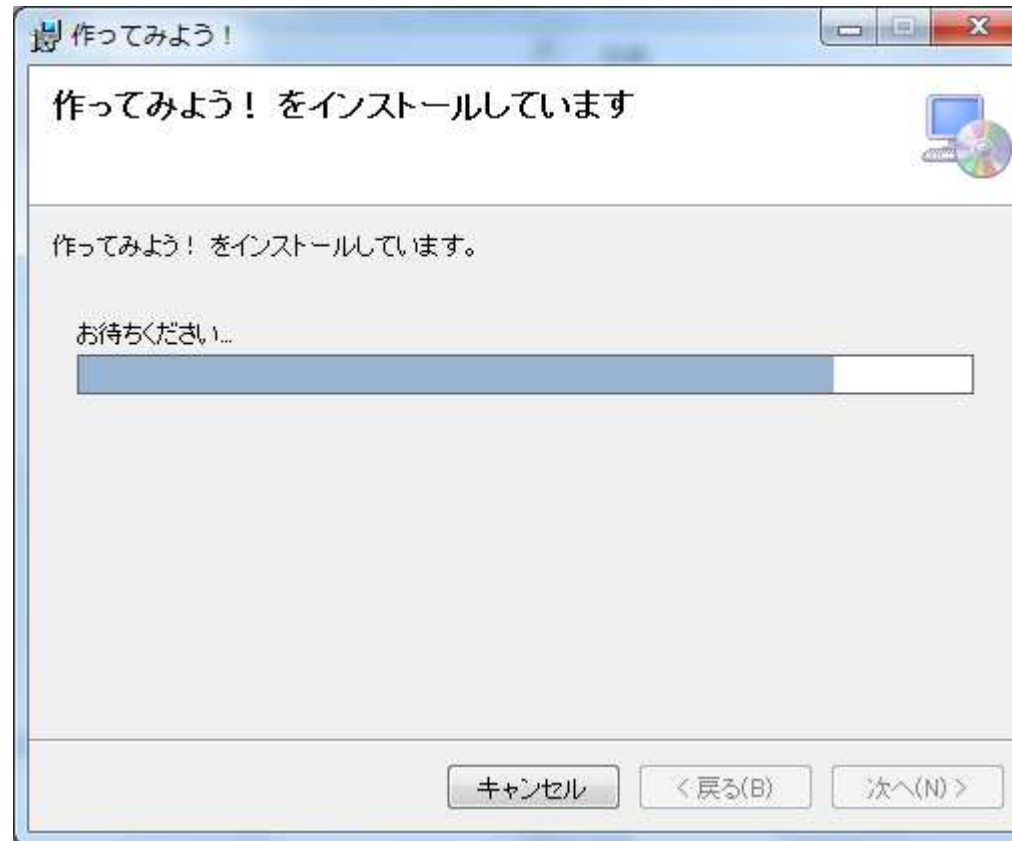 作ってみよう!
作ってみよう! をインストールしています
作ってみよう! をインストールしています。
お待ちください...
キャンセル
< 戻る(B)
次へ(N) >